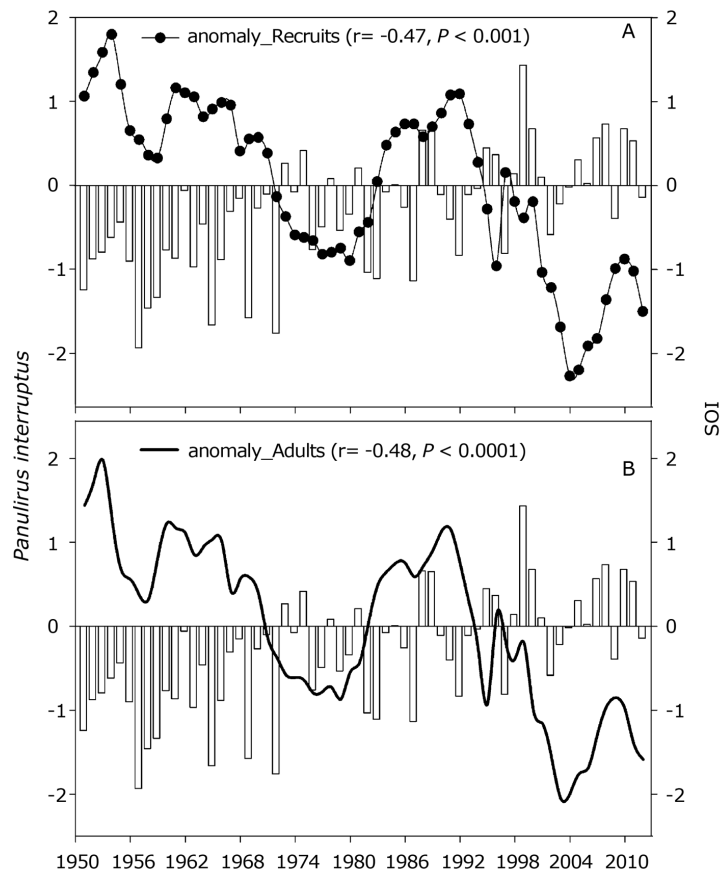 anomaly_Recruits (r= -0.47, P < 0.001)
A
2
1
0
-1
-2
2
1
0
-1
-2
Panulirus interruptus
IOS
anomaly_Adults (r= -0.48, P < 0.0001)
B
2
1
0
-1
-2
2
1
0
-1
-2
1950 1956 1962 1968 1974 1980 1986 1992 1998 2004 2010